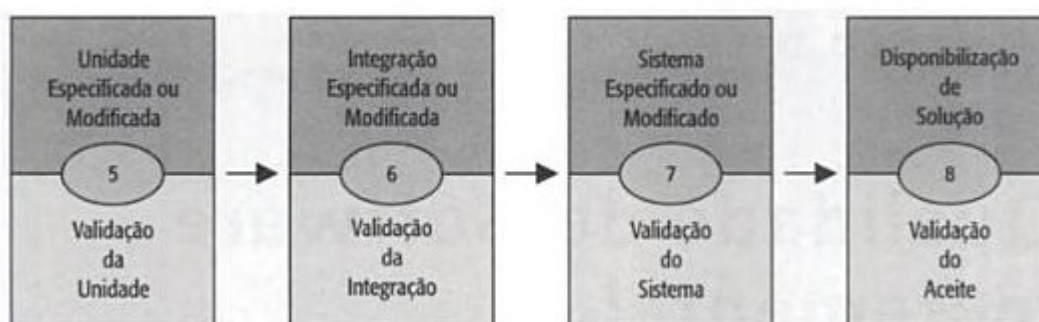 Unidade
Especificada ou
Modificada
5
Validação
da
Unidade
Integração
Especificada ou
Modificada
6
Validação
da
Integração
Sistema
Especificado ou
Modificado
7
Validação
do
Sistema
Disponibilização
de
Solução
8
Validação
do
Aceite